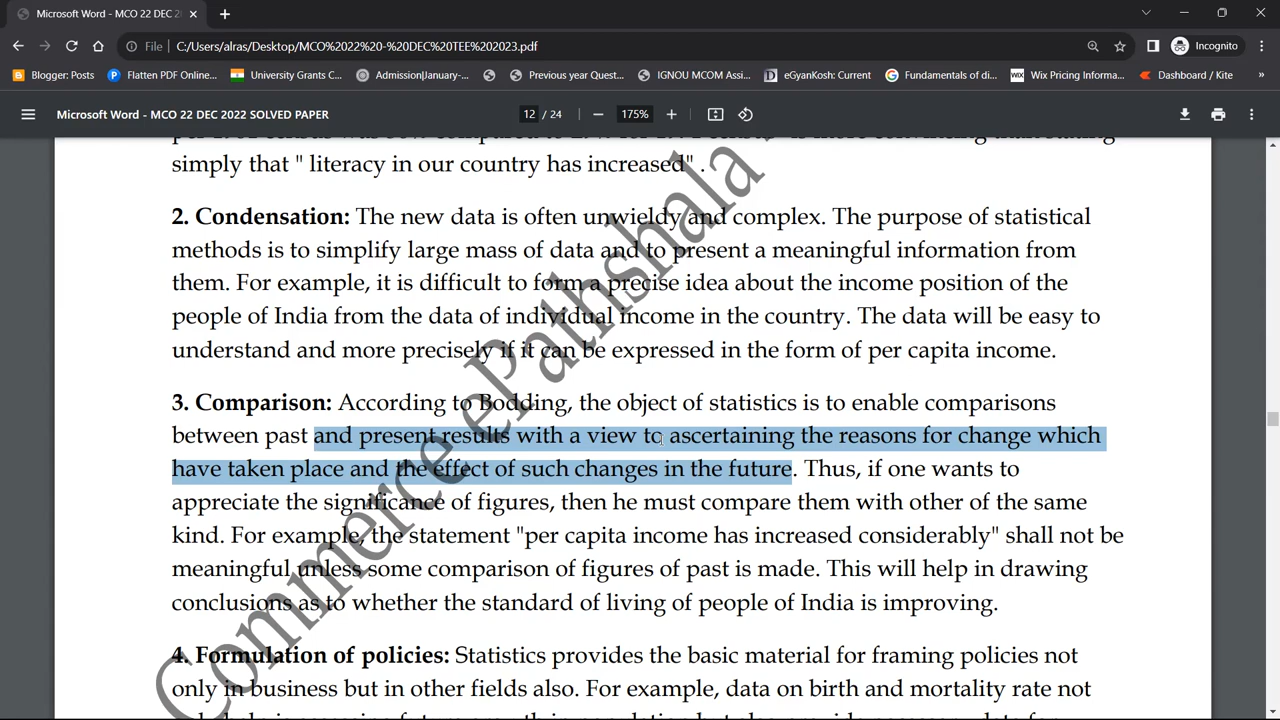 Microsoft Word - MCO 22 DEC 2
File
C:/Users/alras/Desktop/MCO%2022%20-%20DEC%20TEE%202023.pdf
Incognito
Blogger: Posts
Flatten PDF Online...
University Grants C...
Admission|January-...
Previous year Quest...
IGNOU MCOM Assi...
eGyanKosh: Current
Fundamentals of di...
Wix Pricing Informa...
Dashboard / Kite
»
Microsoft Word - MCO 22 DEC 2022 SOLVED PAPER
12 / 24
175%
simply that " literacy in our country has increased" .
2. Condensation: The new data is often unwieldy and complex. The purpose of statistical
methods is to simplify large mass of data and to present a meaningful information from
them. For example, it is difficult to form a precise idea about the income position of the
people of India from the data of individual income in the country. The data will be easy to
understand and more precisely if it can be expressed in the form of per capita income.
3. Comparison: According to Bodding, the object of statistics is to enable comparisons
between past and present results with a view to ascertaining the reasons for change which
have taken place and the effect of such changes in the future. Thus, if one wants to
appreciate the significance of figures, then he must compare them with other of the same
kind. For example, the statement "per capita income has increased considerably" shall not be
meaningful unless some comparison of figures of past is made. This will help in drawing
conclusions as to whether the standard of living of people of India is improving.
4. Formulation of policies: Statistics provides the basic material for framing policies not
only in business but in other fields also. For example, data on birth and mortality rate not
Commerce ePathshala